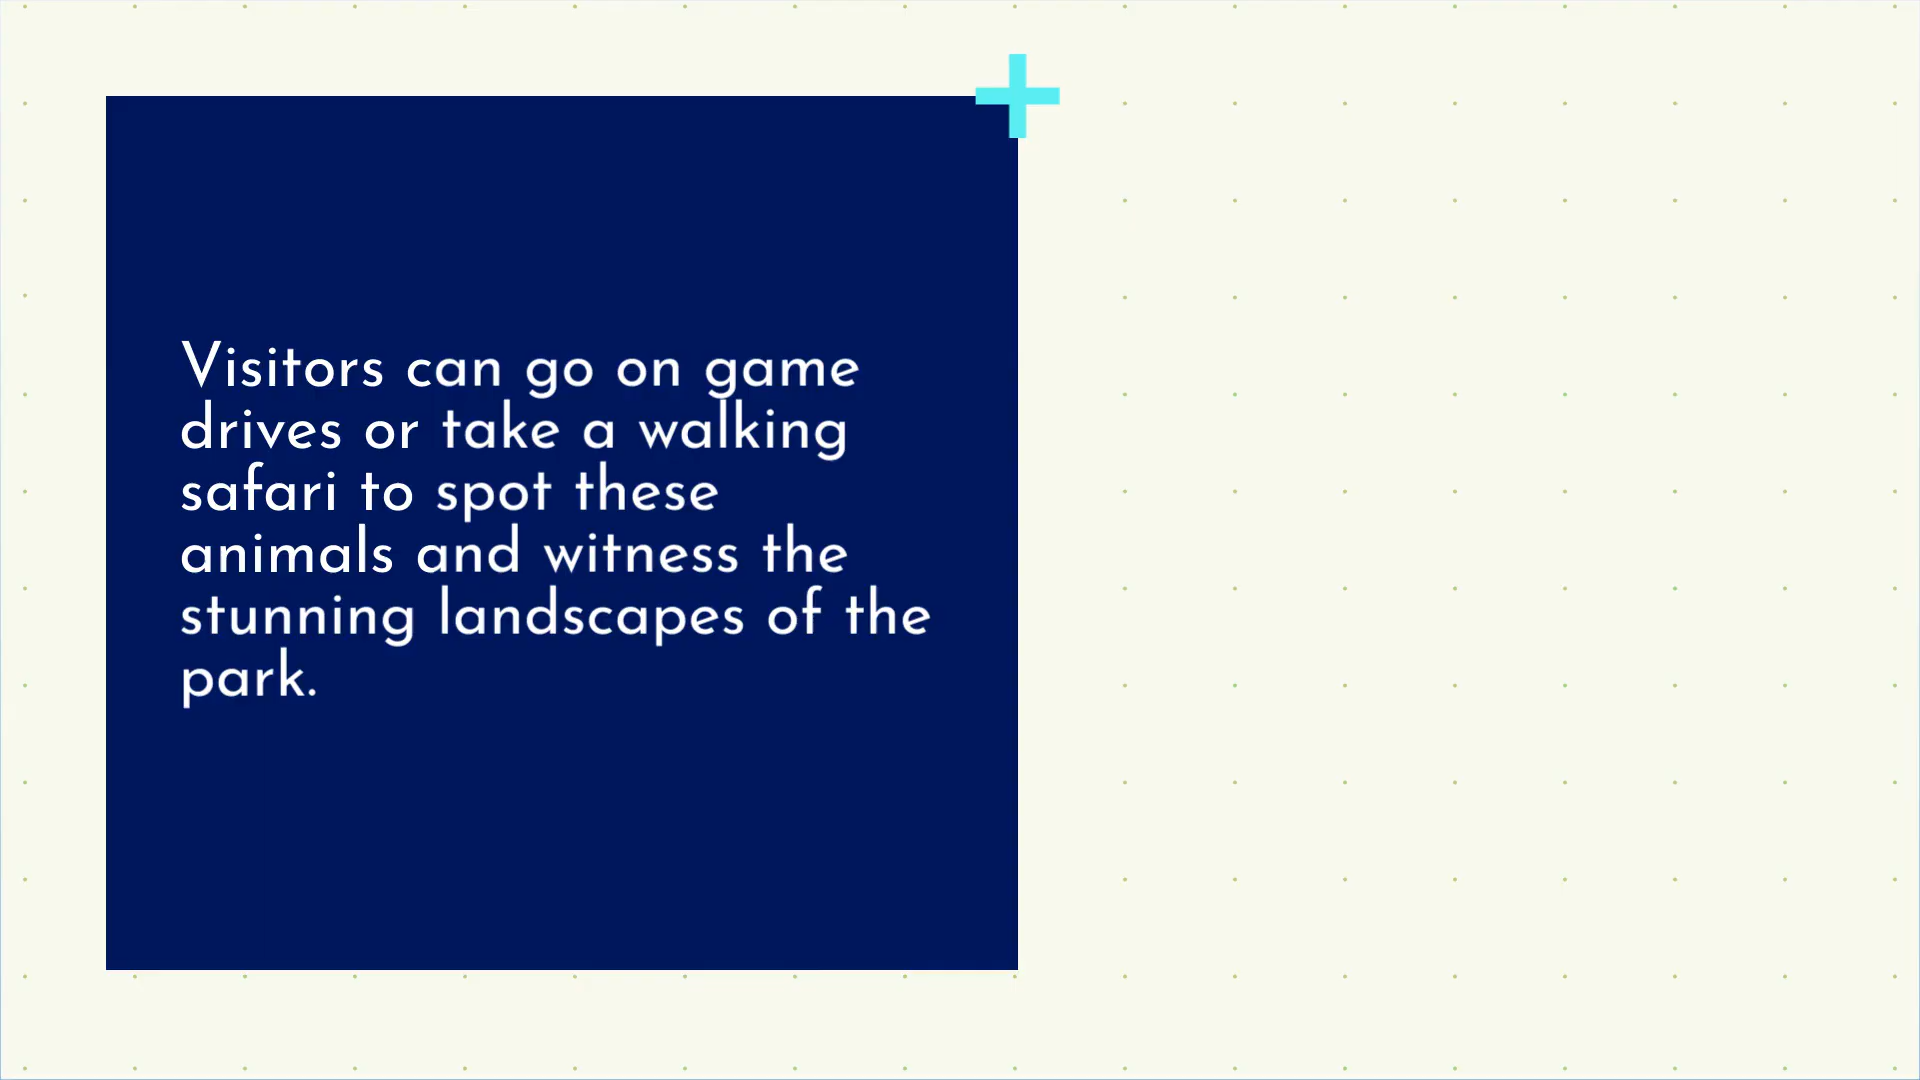 Visitors can go on game
drives or take a walking
safari to spot these
animals and witness the
stunning landscapes of the
park.